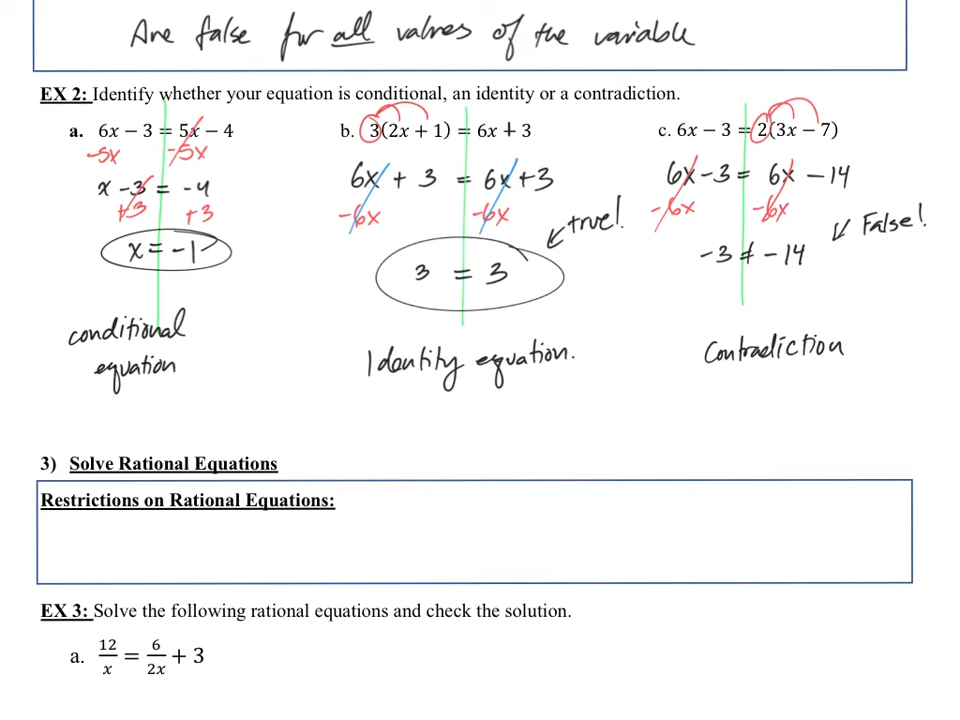 Are false for all values of the variable
EX 2: Identify whether your equation is conditional, an identity or a contradiction.
a. 6x − 3 = 5x − 4
-5x -5x
x -3 = -4
+3 +3
x = -1
conditional
equation
b. 3(2x + 1) = 6x + 3
6x + 3 = 6x + 3
-6x -6x
true!
3 = 3
Identity equation.
c. 6x − 3 = 2(3x − 7)
6x - 3 = 6x - 14
-6x -6x
False!
-3 ≠ -14
Contradiction
3) Solve Rational Equations
Restrictions on Rational Equations:
EX 3: Solve the following rational equations and check the solution.
a. 12/x = 6/2x + 3